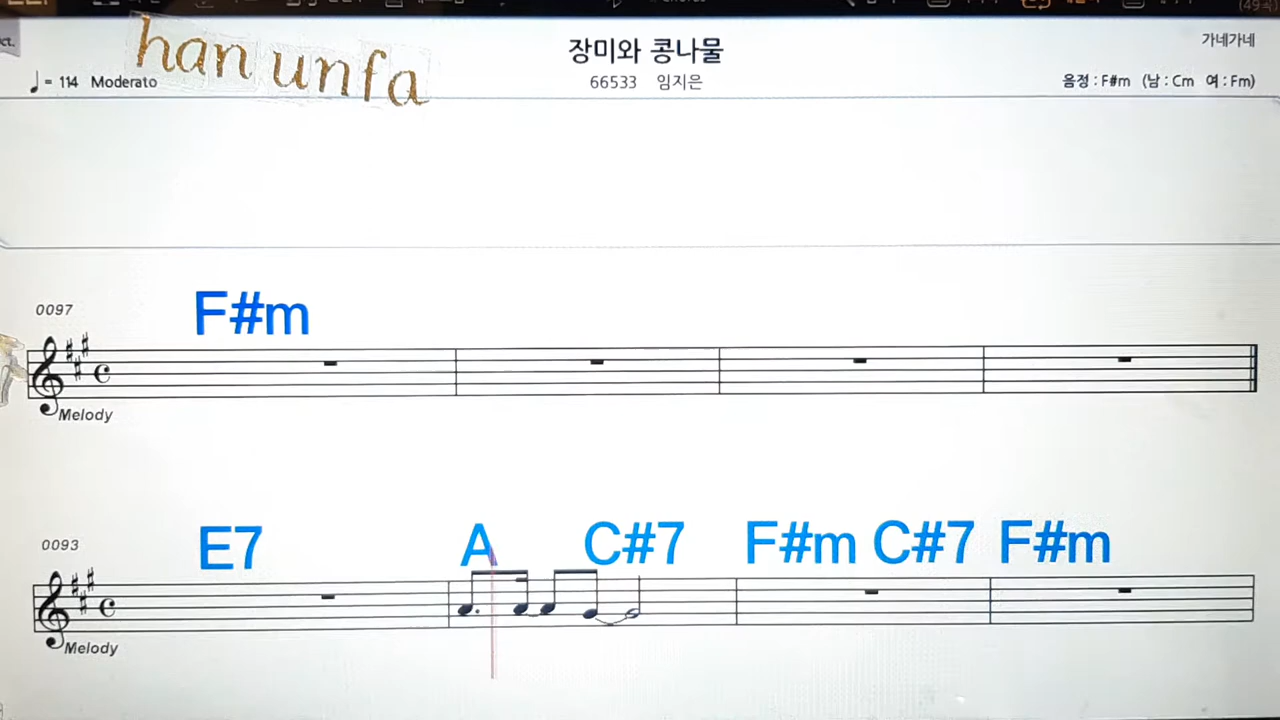 han unfa
장미와 콩나물
가네가네
♩= 114 Moderato
66533 임지은
음정 : F#m (남 : Cm 여 : Fm)
0097
F#m
Melody
0093
E7 A C#7 F#m C#7 F#m
Melody